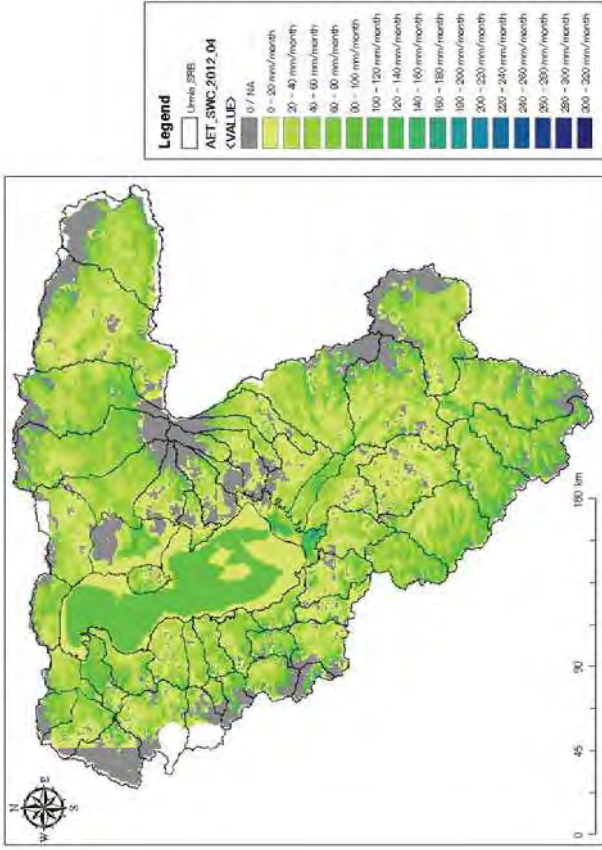 Legend
Urmia_SRB
AET_SWC_2012_04
<VALUE>
0 / NA
0 - 20 mm/month
20 - 40 mm/month
40 - 60 mm/month
60 - 80 mm/month
80 - 100 mm/month
100 - 120 mm/month
120 - 140 mm/month
140 - 160 mm/month
160 - 180 mm/month
180 - 200 mm/month
200 - 220 mm/month
220 - 240 mm/month
240 - 260 mm/month
260 - 280 mm/month
280 - 300 mm/month
300 - 320 mm/month
N
W
E
S
0
45
90
180 km